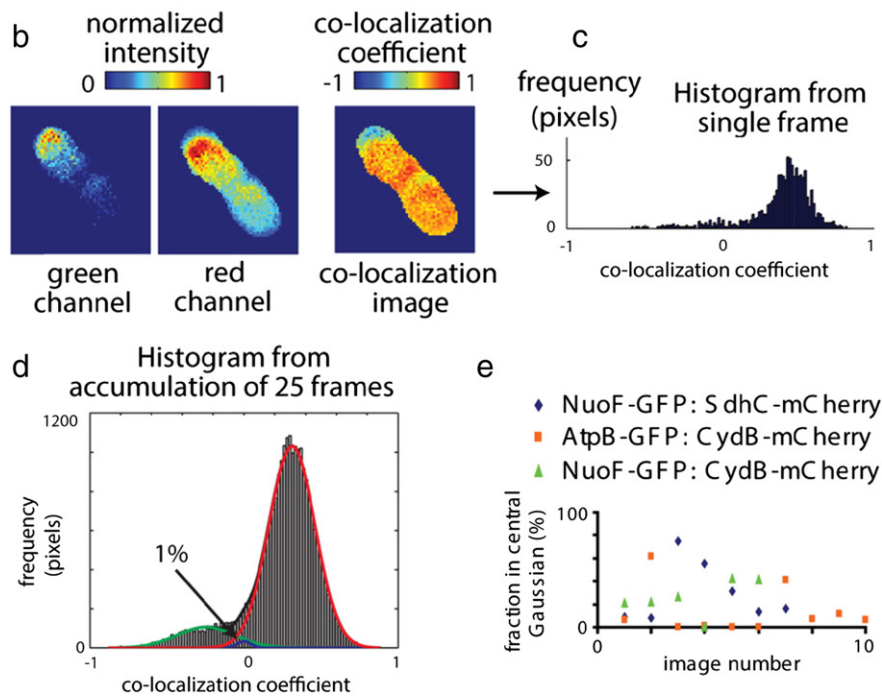 b
normalized
intensity
0 1
co-localization
coefficient
-1 1
green
channel
red
channel
co-localization
image
c
frequency
(pixels)
Histogram from
single frame
50
0
-1 0 1
co-localization coefficient
d
Histogram from
accumulation of 25 frames
1200
frequency
(pixels)
1%
0
-1 0 1
co-localization coefficient
e
NuoF-GFP: SdhC-mCherry
AtpB-GFP: CydB-mCherry
NuoF-GFP: CydB-mCherry
fraction in central
Gaussian (%)
100
0
0 10
image number